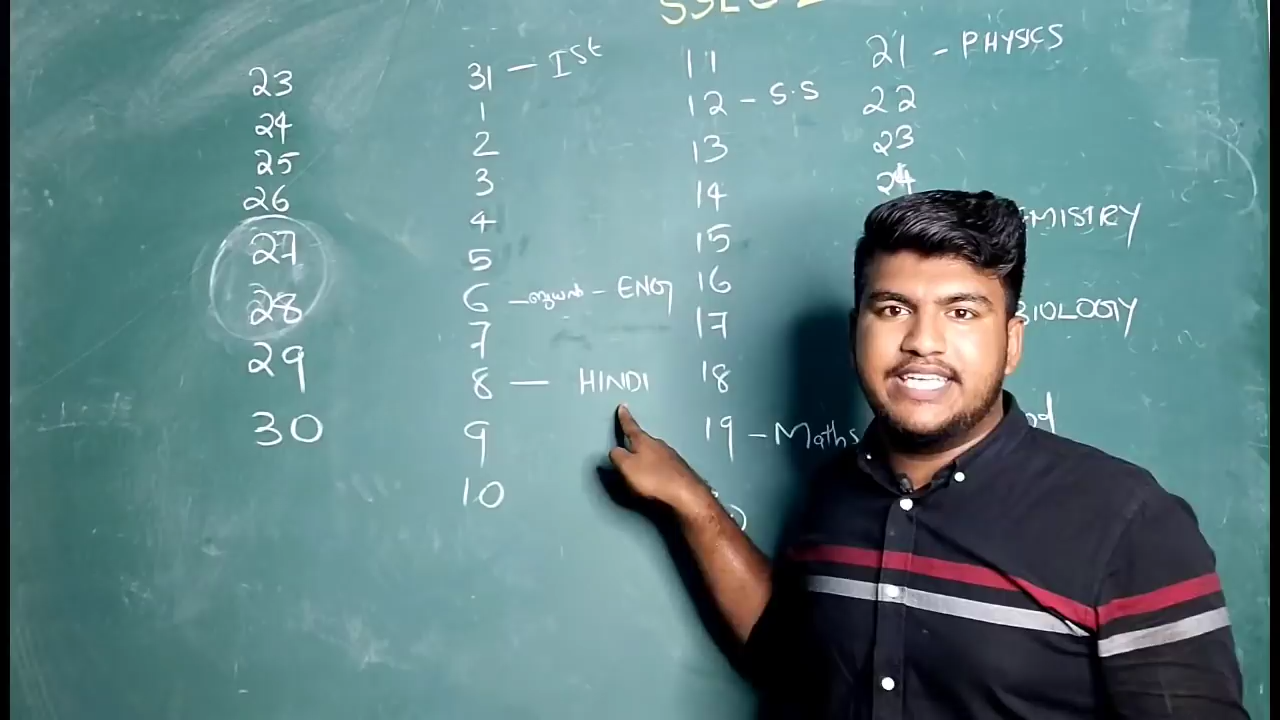 SSLC
23
24
25
26
27
28
29
30
31 - Ist
1
2
3
4
5
6 - ബുധൻ - ENG
7
8 - HINDI
9
10
11
12 - S.S
13
14
15
16
17
18
19 - Maths
21 - PHYSICS
22
23
24
EMISTRY
BIOLOGY